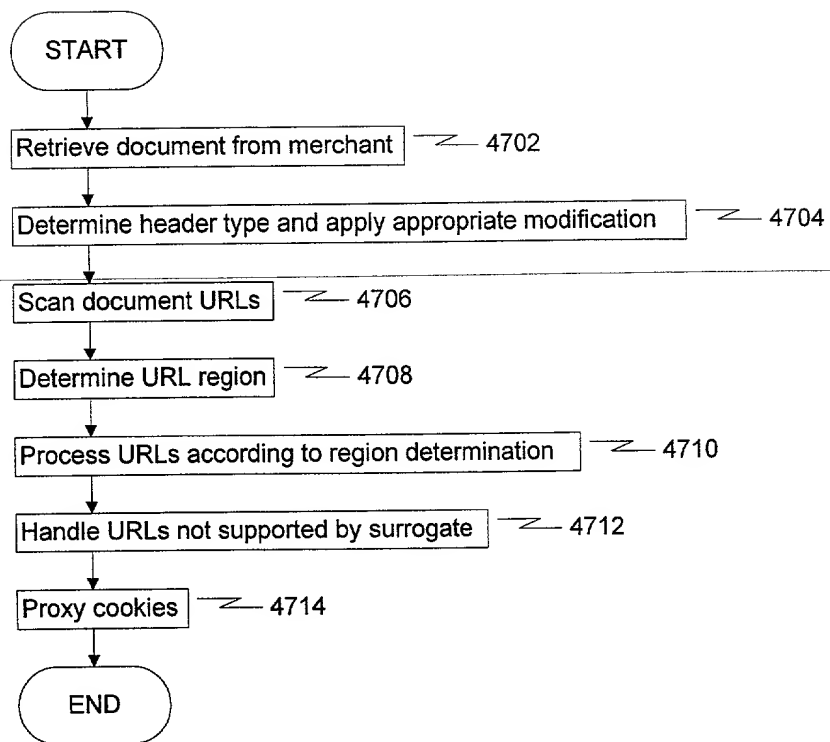 START
Retrieve document from merchant 4702
Determine header type and apply appropriate modification 4704
Scan document URLs 4706
Determine URL region 4708
Process URLs according to region determination 4710
Handle URLs not supported by surrogate 4712
Proxy cookies 4714
END